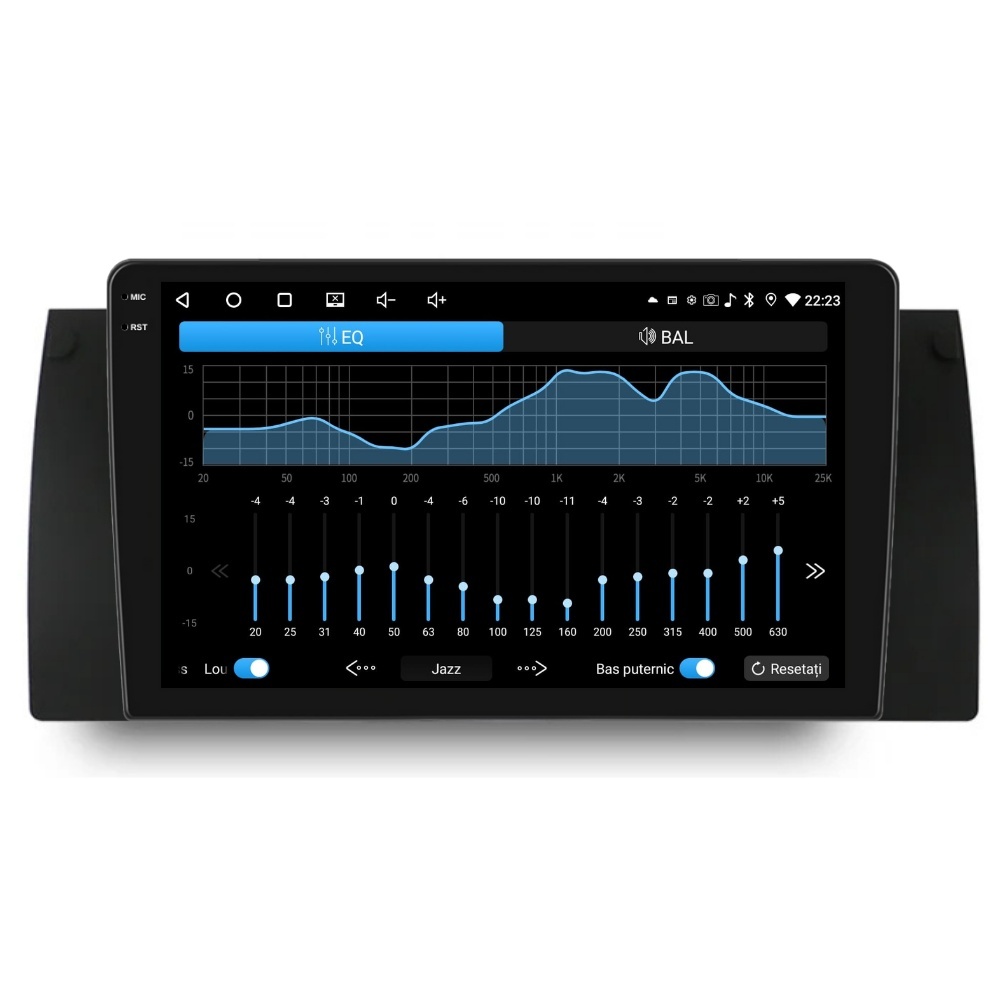 MIC
RST
22:23
EQ
BAL
15
0
-15
20 50 100 200 500 1K 2K 5K 10K 25K
-4 -4 -3 -1 0 -4 -6 -10 -10 -11 -4 -3 -2 -2 +2 +5
15
0
-15
20 25 31 40 50 63 80 100 125 160 200 250 315 400 500 630
s Lou Jazz Bas puternic Resetați